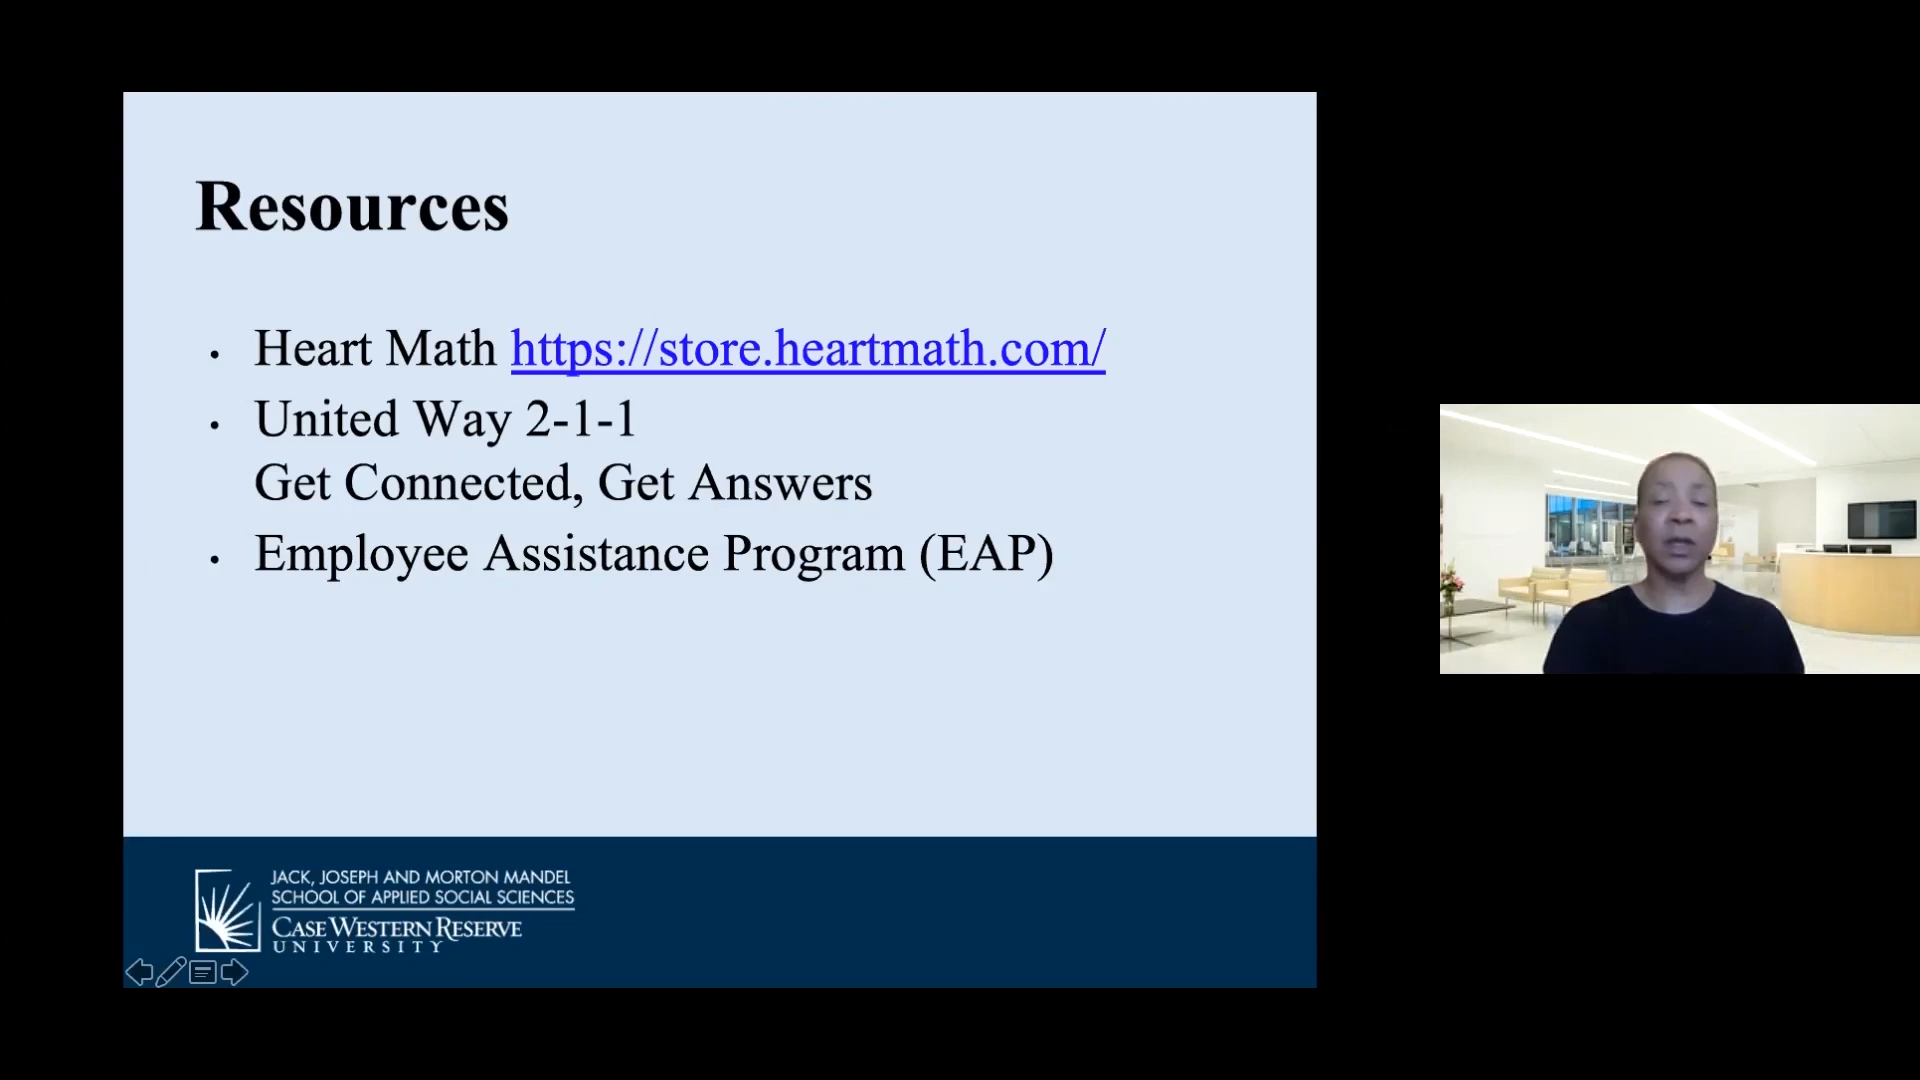 Resources
• Heart Math https://store.heartmath.com/
• United Way 2-1-1
Get Connected, Get Answers
• Employee Assistance Program (EAP)
JACK, JOSEPH AND MORTON MANDEL
SCHOOL OF APPLIED SOCIAL SCIENCES
CASE WESTERN RESERVE
UNIVERSITY